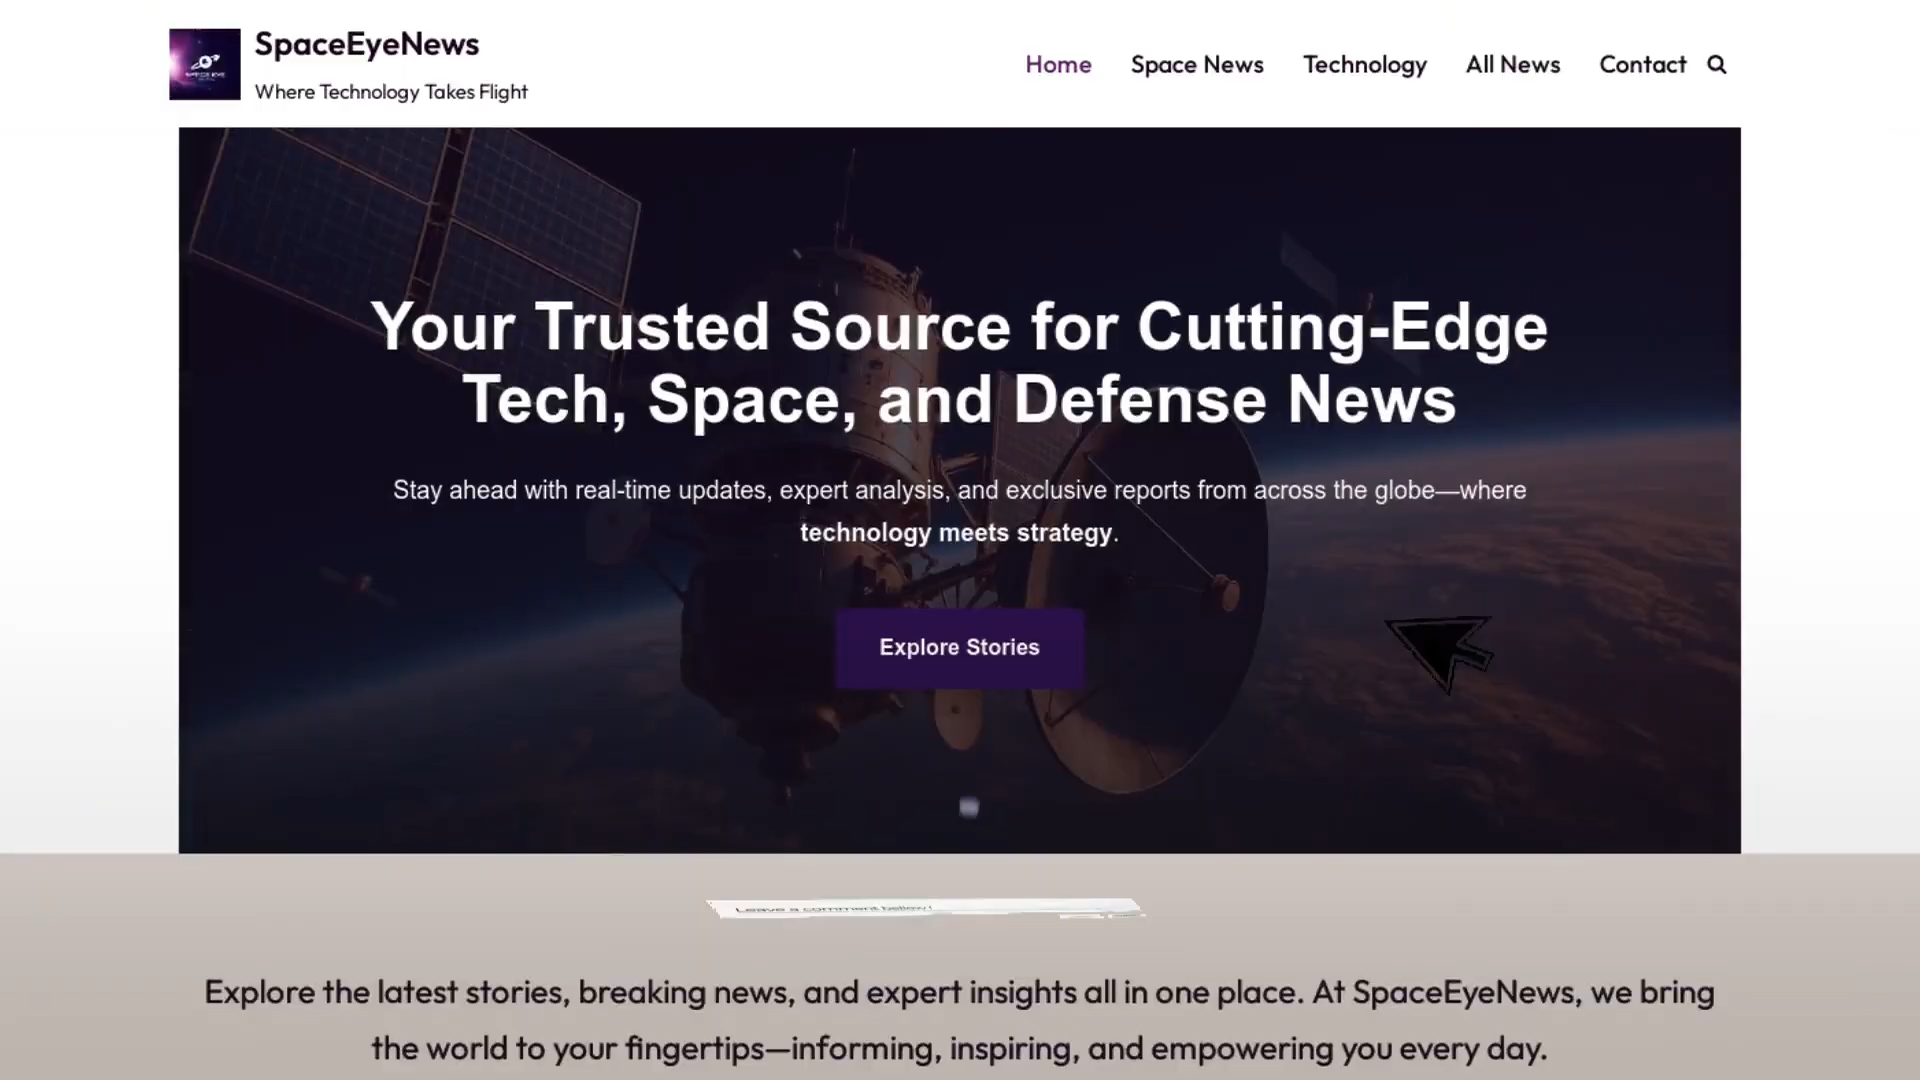 SpaceEyeNews
Where Technology Takes Flight
Home
Space News
Technology
All News
Contact
Your Trusted Source for Cutting-Edge
Tech, Space, and Defense News
Stay ahead with real-time updates, expert analysis, and exclusive reports from across the globe—where
technology meets strategy.
Explore Stories
Leave a comment bellow!
Explore the latest stories, breaking news, and expert insights all in one place. At SpaceEyeNews, we bring
the world to your fingertips—informing, inspiring, and empowering you every day.